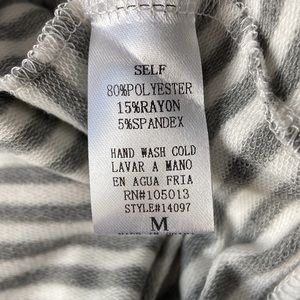 SELF
80%POLYESTER
15%RAYON
5%SPANDEX
HAND WASH COLD
LAVAR A MANO
EN AGUA FRIA
RN#105013
STYLE#14097
M